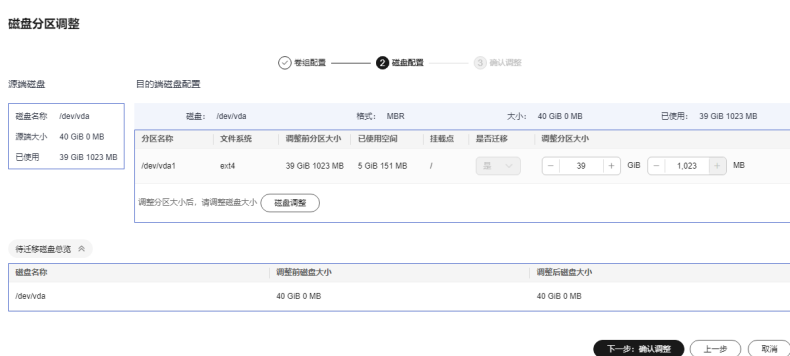 磁盘分区调整
卷组配置 2 磁盘配置 3 确认调整
源端磁盘
磁盘名称 /dev/vda
源端大小 40 GiB 0 MB
已使用 39 GiB 1023 MB
目的端磁盘配置
磁盘： /dev/vda 格式： MBR 大小： 40 GiB 0 MB 已使用： 39 GiB 1023 MB
分区名称 文件系统 调整前分区大小 已使用空间 挂载点 是否迁移 调整分区大小
/dev/vda1 ext4 39 GiB 1023 MB 5 GiB 151 MB / 是 − 39 + GiB − 1,023 + MB
调整分区大小后，请调整磁盘大小 磁盘调整
待迁移磁盘总览
磁盘名称 调整前磁盘大小 调整后磁盘大小
/dev/vda 40 GiB 0 MB 40 GiB 0 MB
下一步：确认调整 上一步 取消